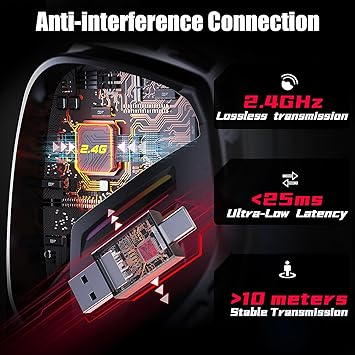 Anti-interference Connection
2.4G
2.4GHz
Lossless transmission
<25ms
Ultra-Low Latency
>10 meters
Stable Transmission